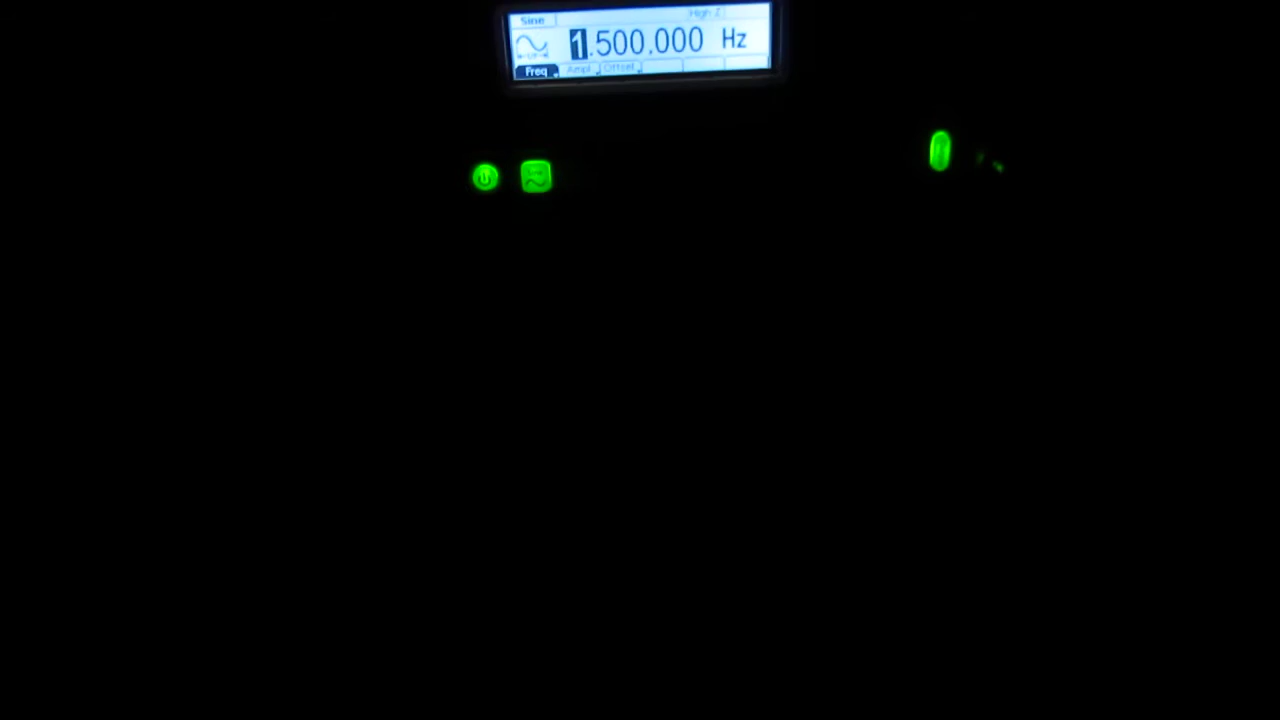 Sine High Z
1.500,000 Hz
Freq Ampl Offset